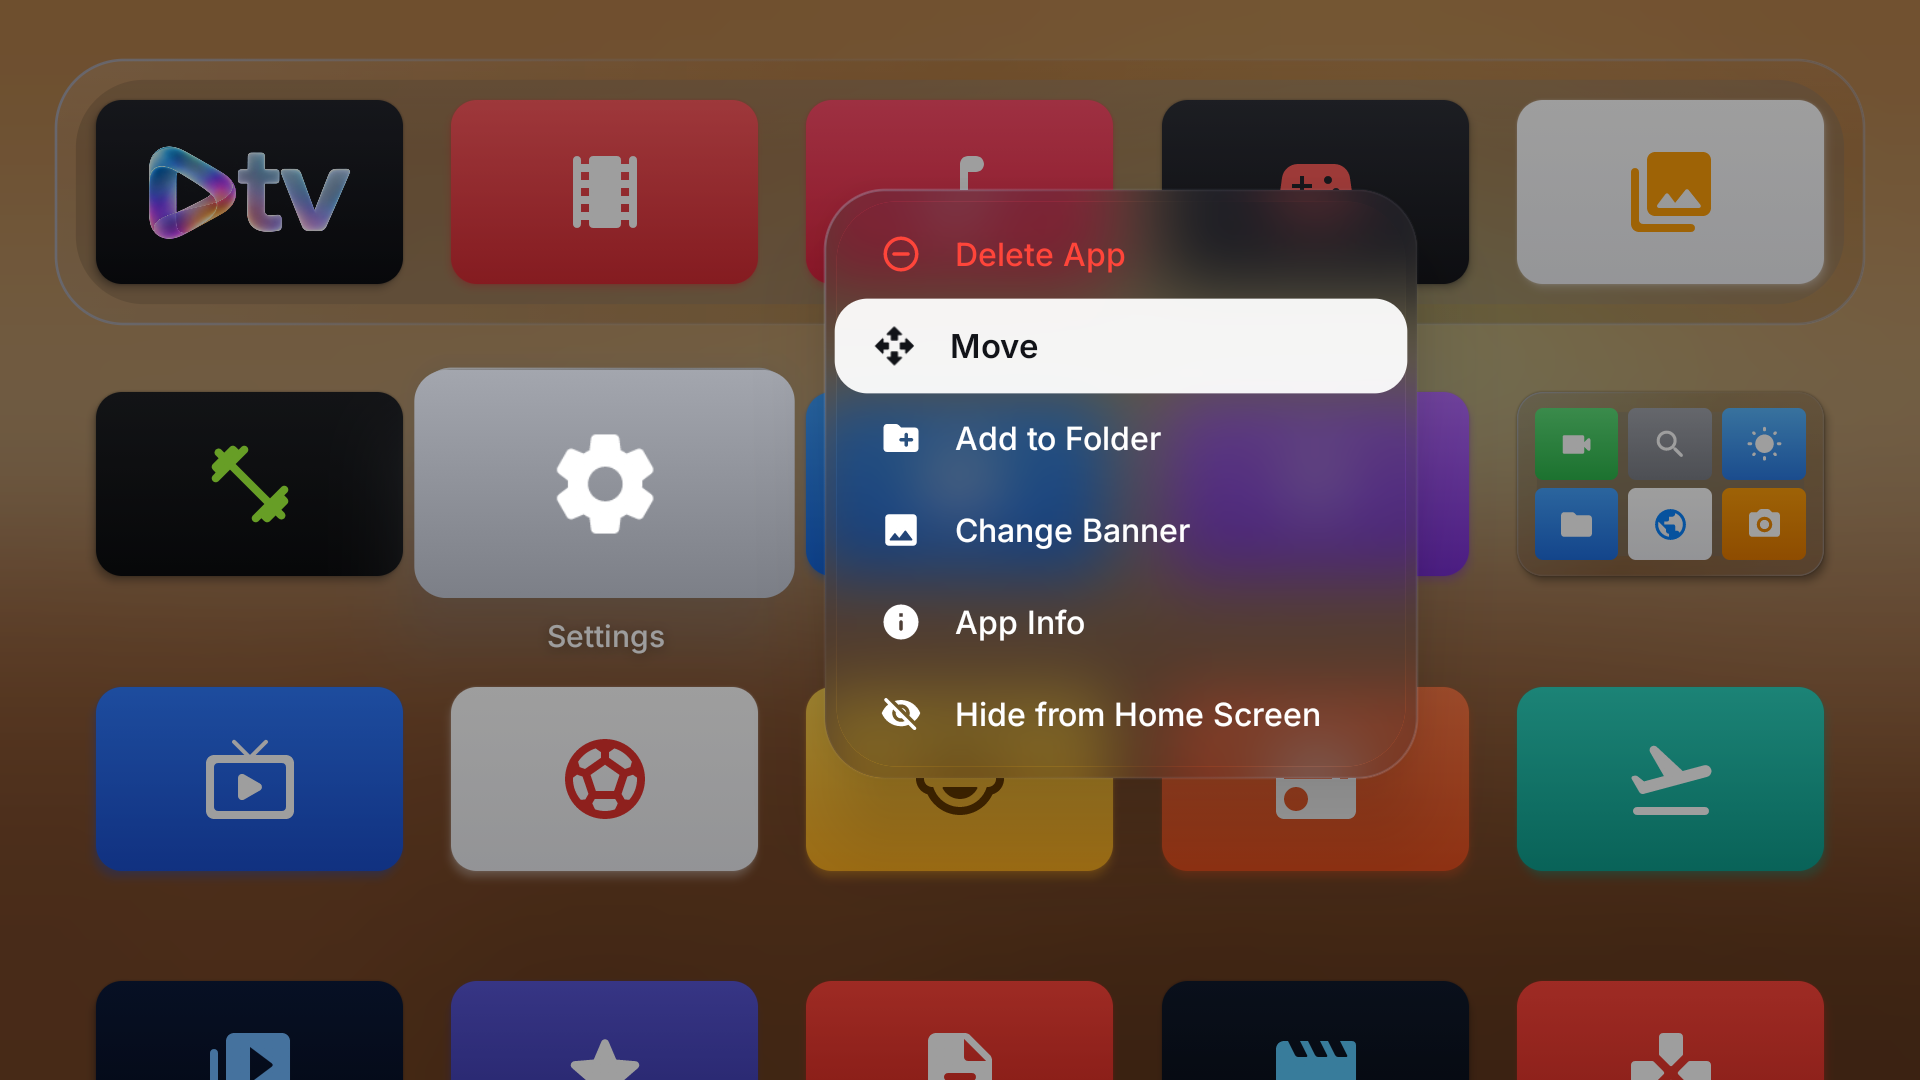 tv
Delete App
Move
Add to Folder
Change Banner
App Info
Hide from Home Screen
Settings